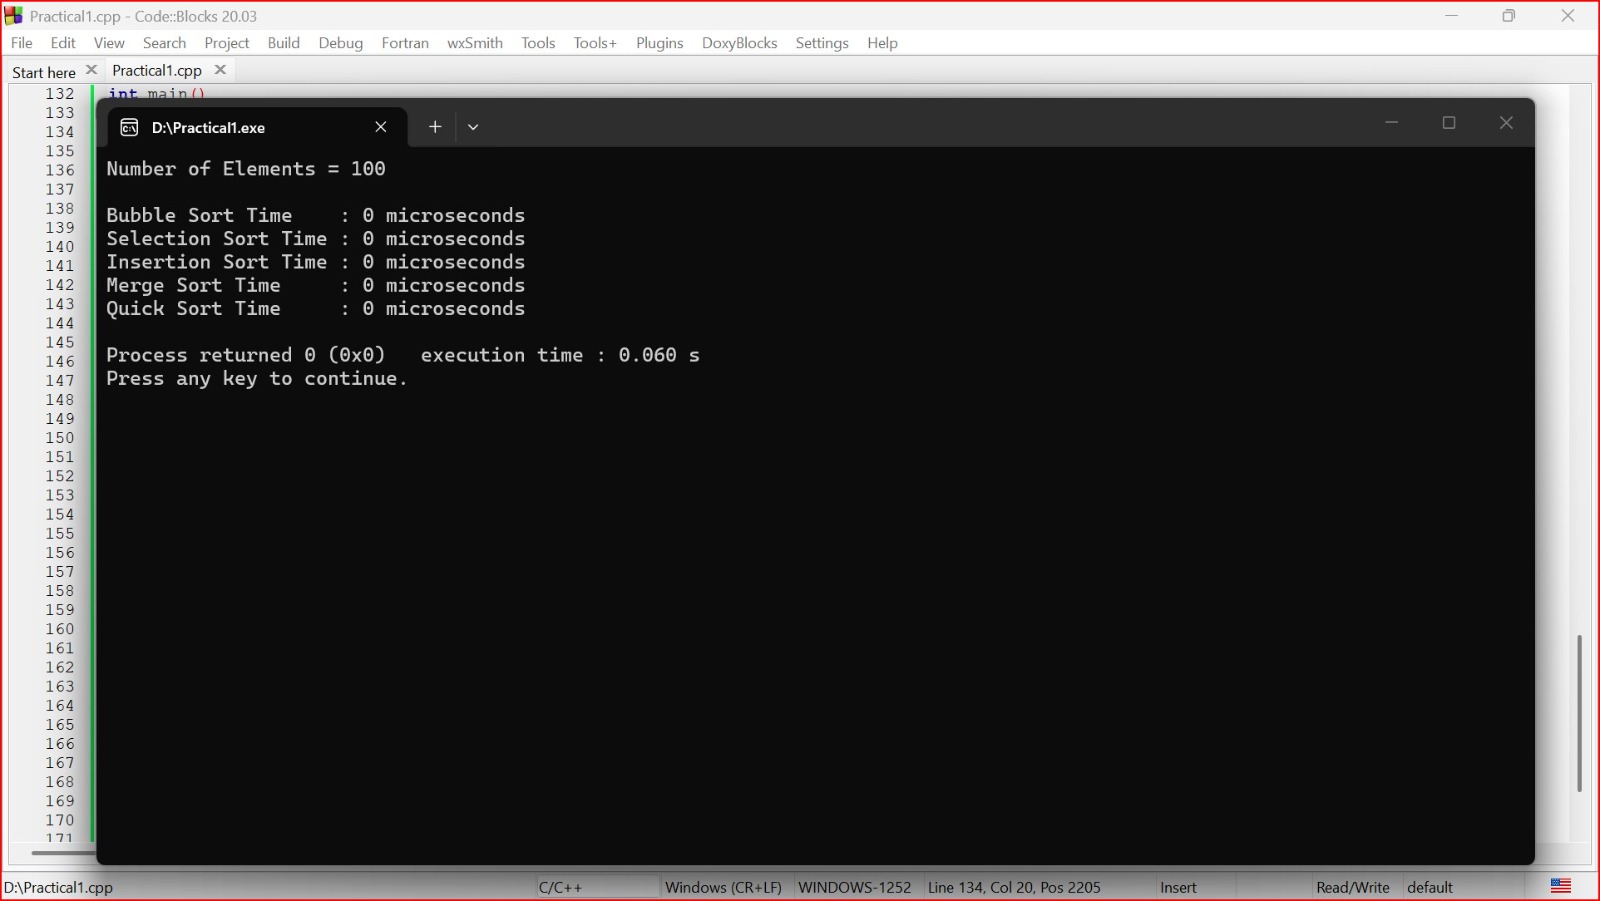 Practical1.cpp - Code::Blocks 20.03
File Edit View Search Project Build Debug Fortran wxSmith Tools Tools+ Plugins DoxyBlocks Settings Help
Start here Practical1.cpp
132 int main()
133
134
135
136
137
138
139
140
141
142
143
144
145
146
147
148
149
150
151
152
153
154
155
156
157
158
159
160
161
162
163
164
165
166
167
168
169
170
171
D:\Practical1.exe
Number of Elements = 100
Bubble Sort Time    : 0 microseconds
Selection Sort Time : 0 microseconds
Insertion Sort Time : 0 microseconds
Merge Sort Time     : 0 microseconds
Quick Sort Time     : 0 microseconds
Process returned 0 (0x0)   execution time : 0.060 s
Press any key to continue.
D:\Practical1.cpp C/C++ Windows (CR+LF) WINDOWS-1252 Line 134, Col 20, Pos 2205 Insert Read/Write default